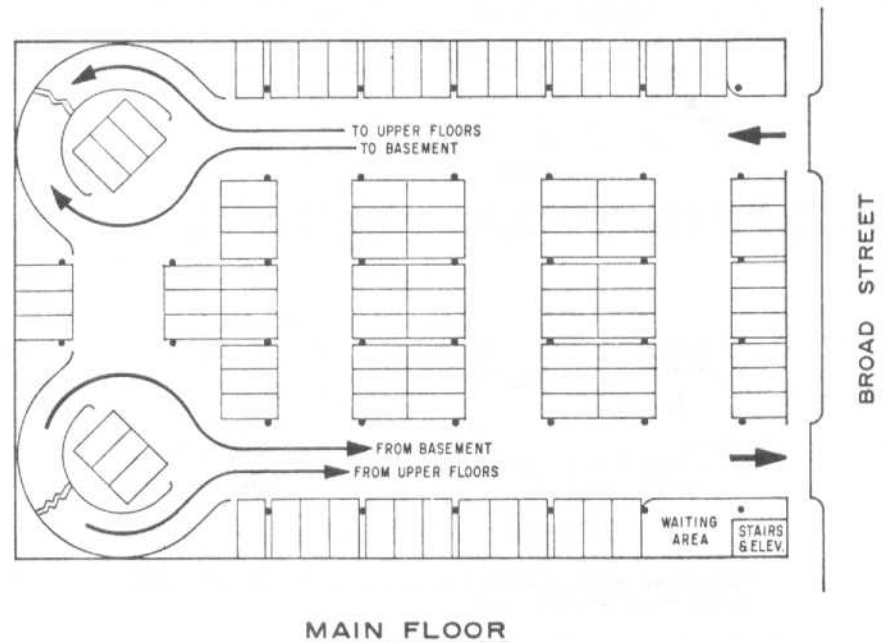 TO UPPER FLOORS
TO BASEMENT
BROAD STREET
FROM BASEMENT
FROM UPPER FLOORS
WAITING
AREA
STAIRS
& ELEV.
MAIN FLOOR